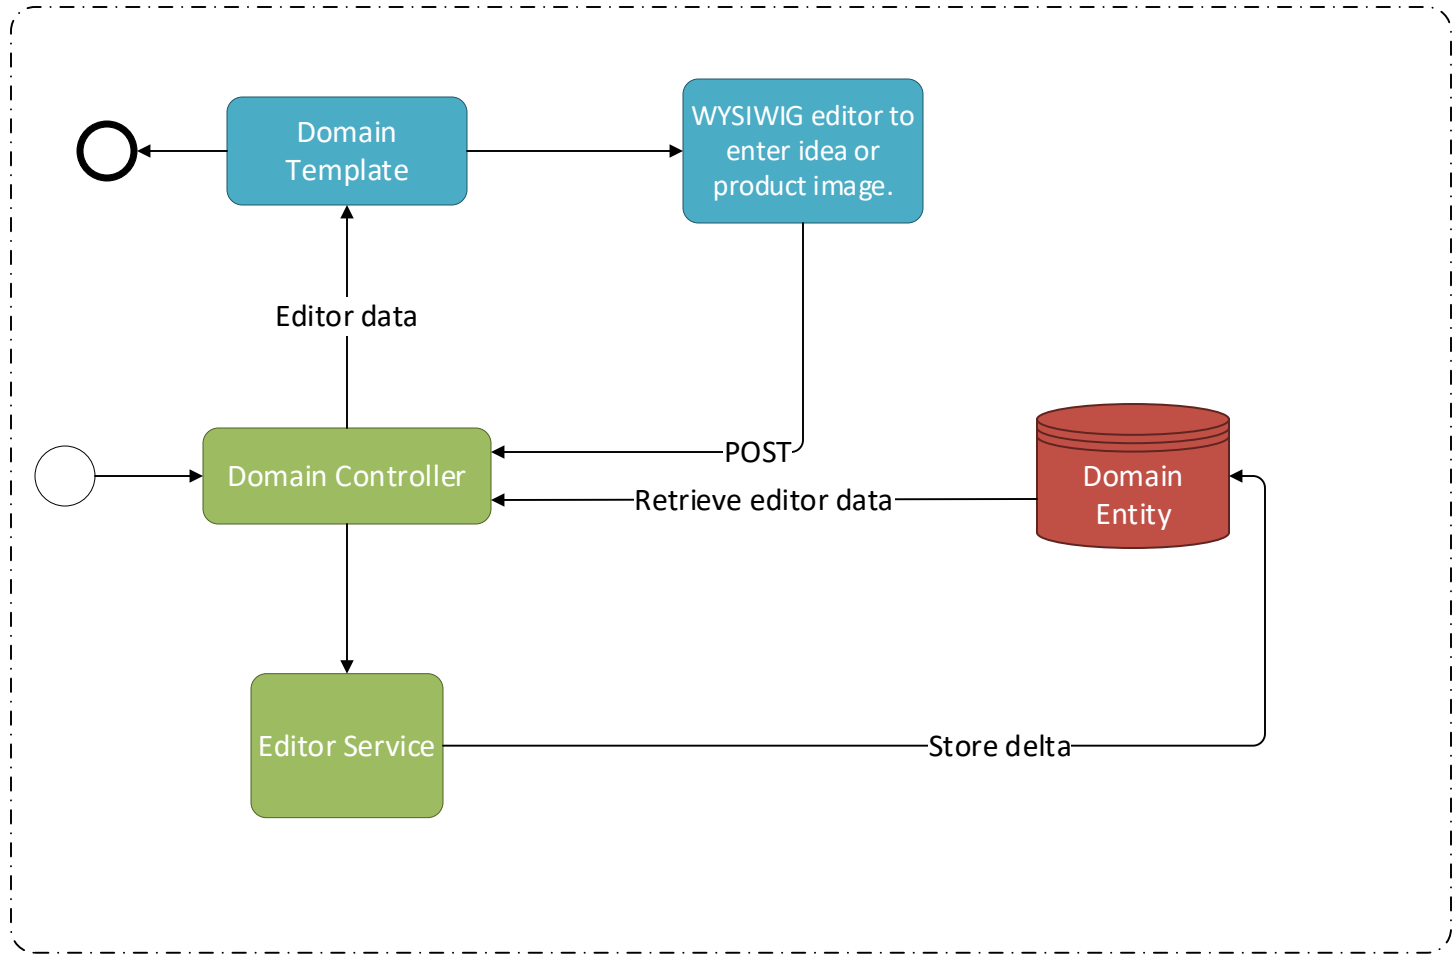 Domain
Template
WYSIWIG editor to
enter idea or
product image.
Editor data
POST
Domain Controller
Retrieve editor data
Domain
Entity
Editor Service
Store delta